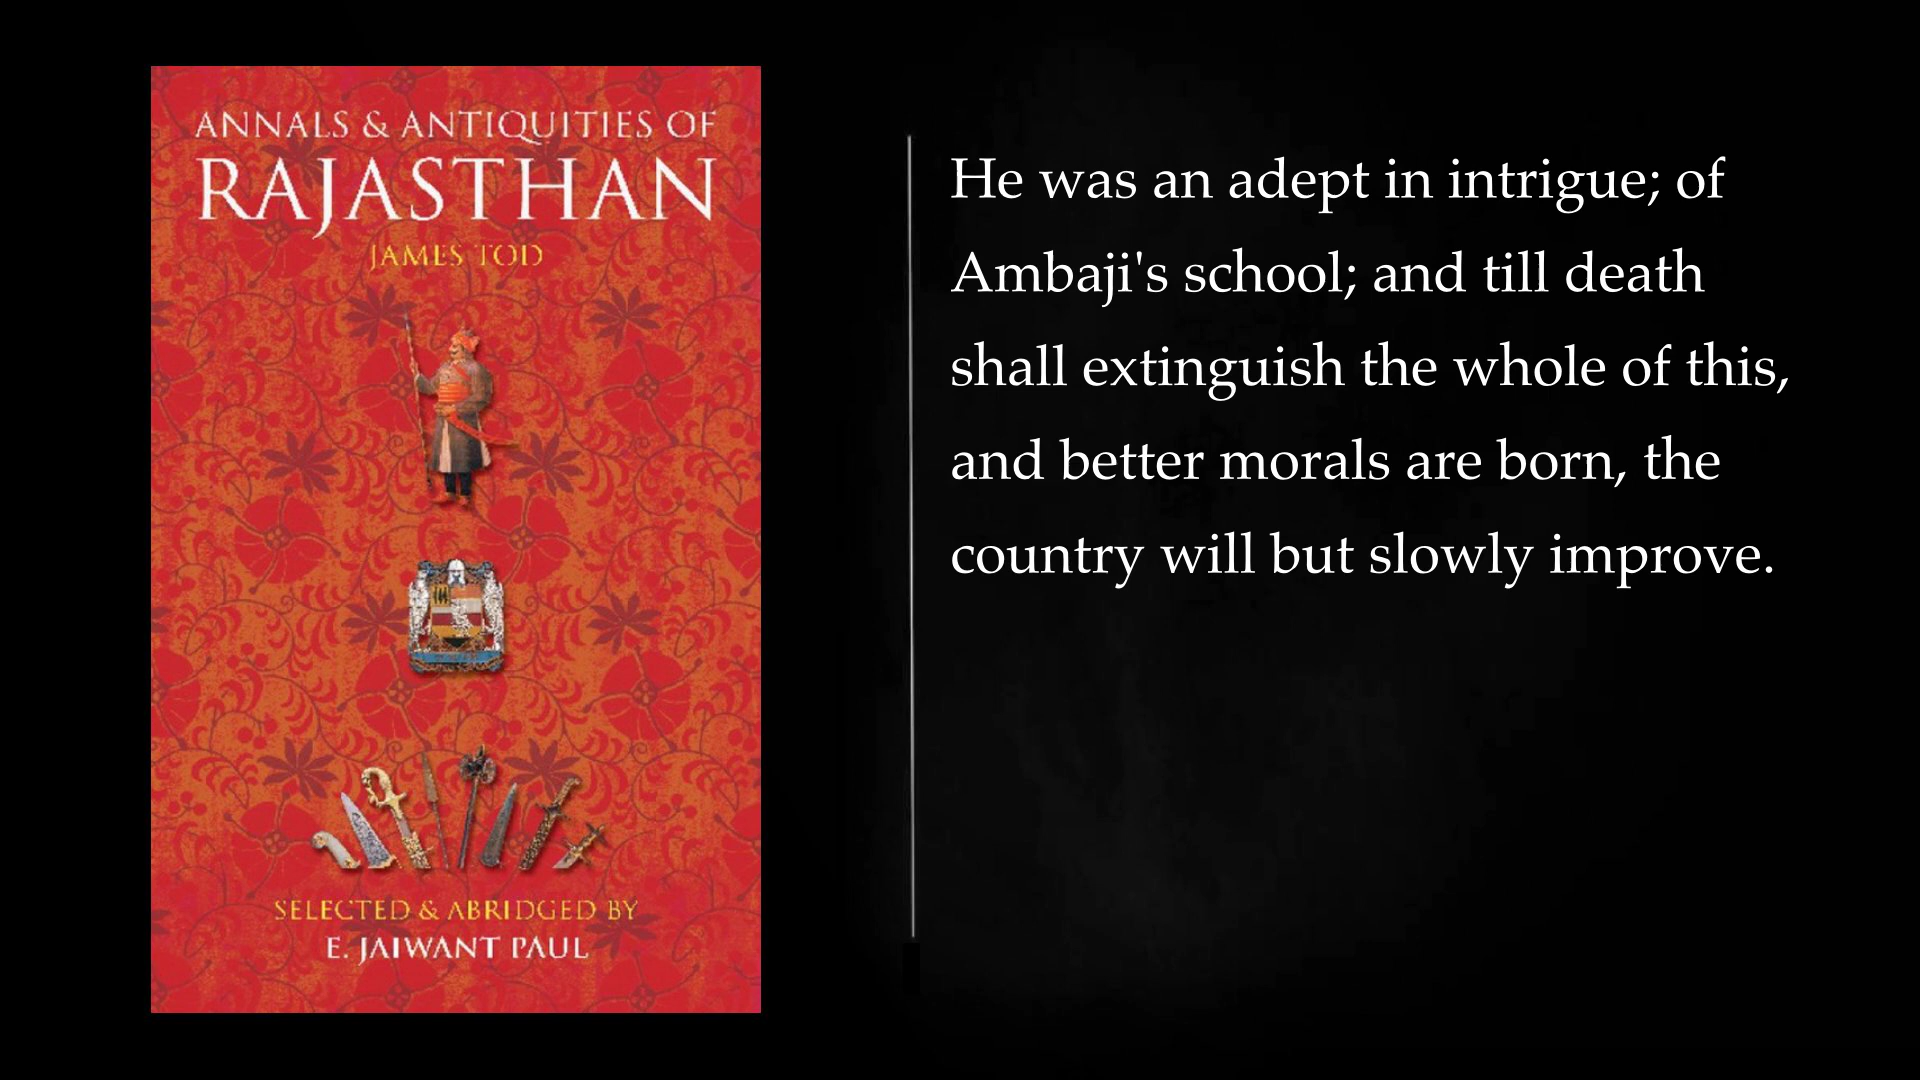 ANNALS & ANTIQUITIES OF
RAJASTHAN
JAMES TOD
SELECTED & ABRIDGED BY
E. JAIWANT PAUL
He was an adept in intrigue; of
Ambaji's school; and till death
shall extinguish the whole of this,
and better morals are born, the
country will but slowly improve.